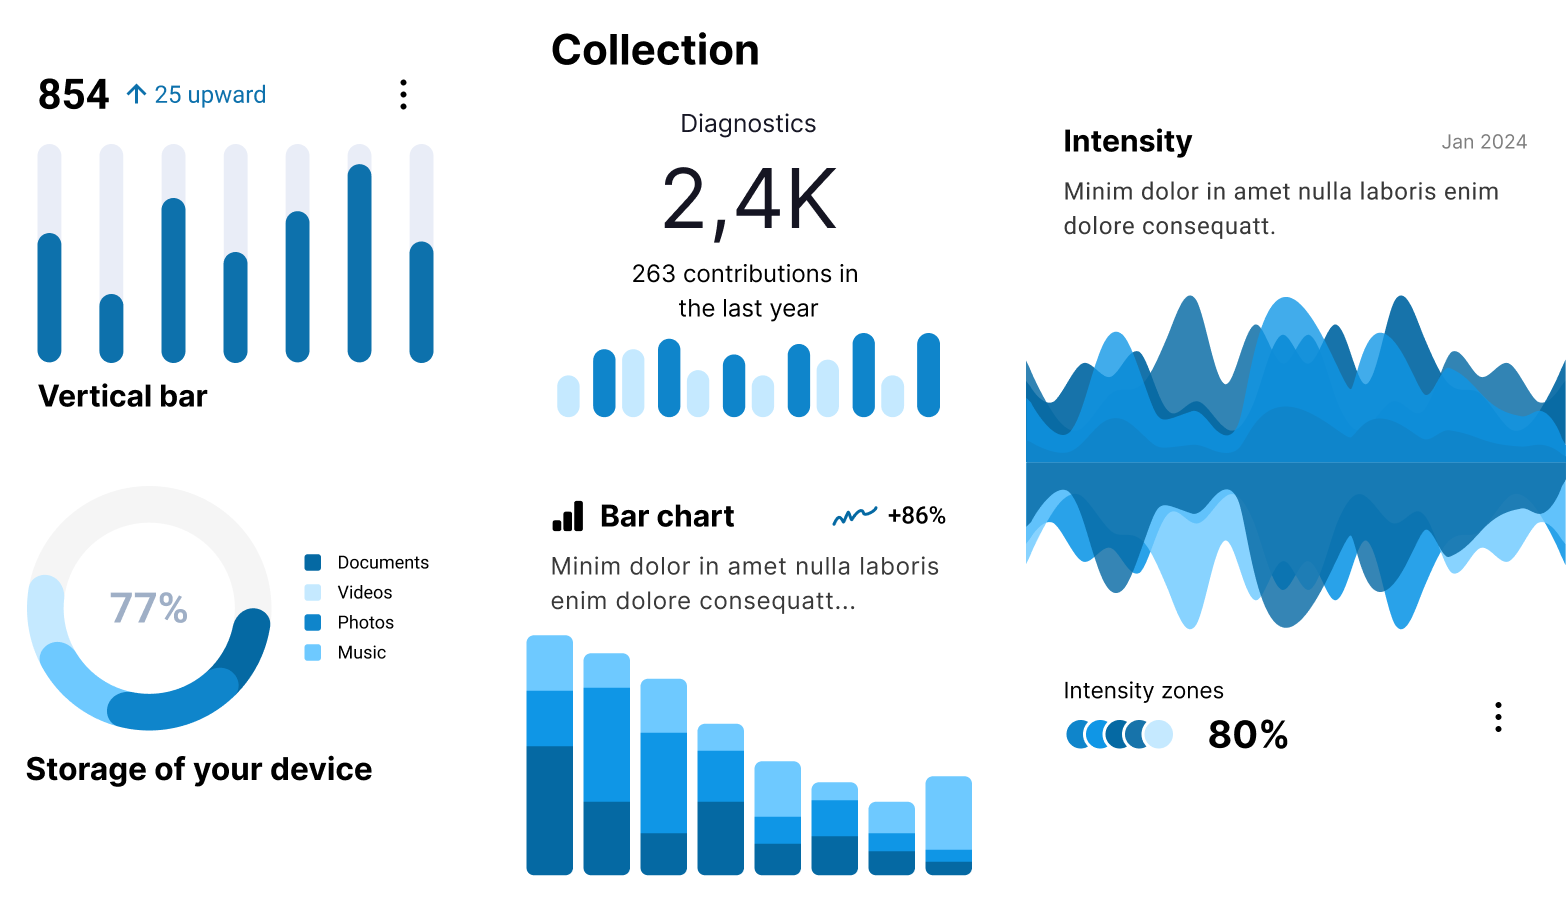 854
25 upward
Vertical bar
77%
Documents
Videos
Photos
Music
Storage of your device
Collection
Diagnostics
2,4K
263 contributions in
the last year
Bar chart
+86%
Minim dolor in amet nulla laboris
enim dolore consequatt...
Intensity
Jan 2024
Minim dolor in amet nulla laboris enim
dolore consequatt.
Intensity zones
80%